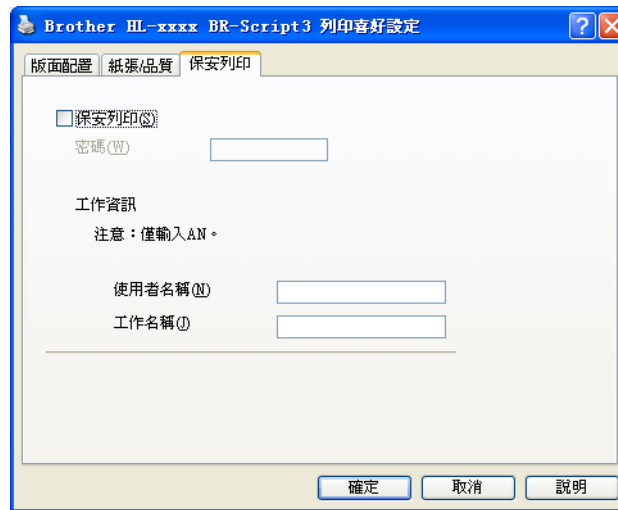 Brother HL-xxxx BR-Script3 列印喜好設定
版面配置 紙張/品質 保安列印
保安列印(S)
密碼(W)
工作資訊
注意：僅輸入AN。
使用者名稱(N)
工作名稱(J)
確定 取消 說明